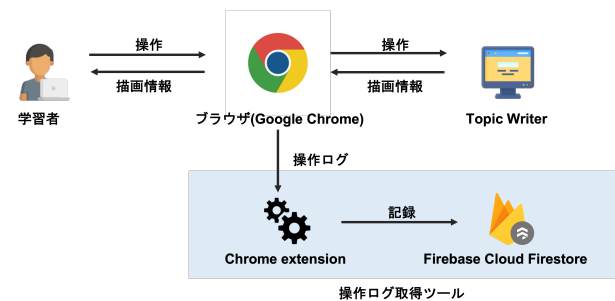 操作
操作
描画情報
描画情報
学習者
ブラウザ(Google Chrome)
Topic Writer
操作ログ
記録
Chrome extension
Firebase Cloud Firestore
操作ログ取得ツール